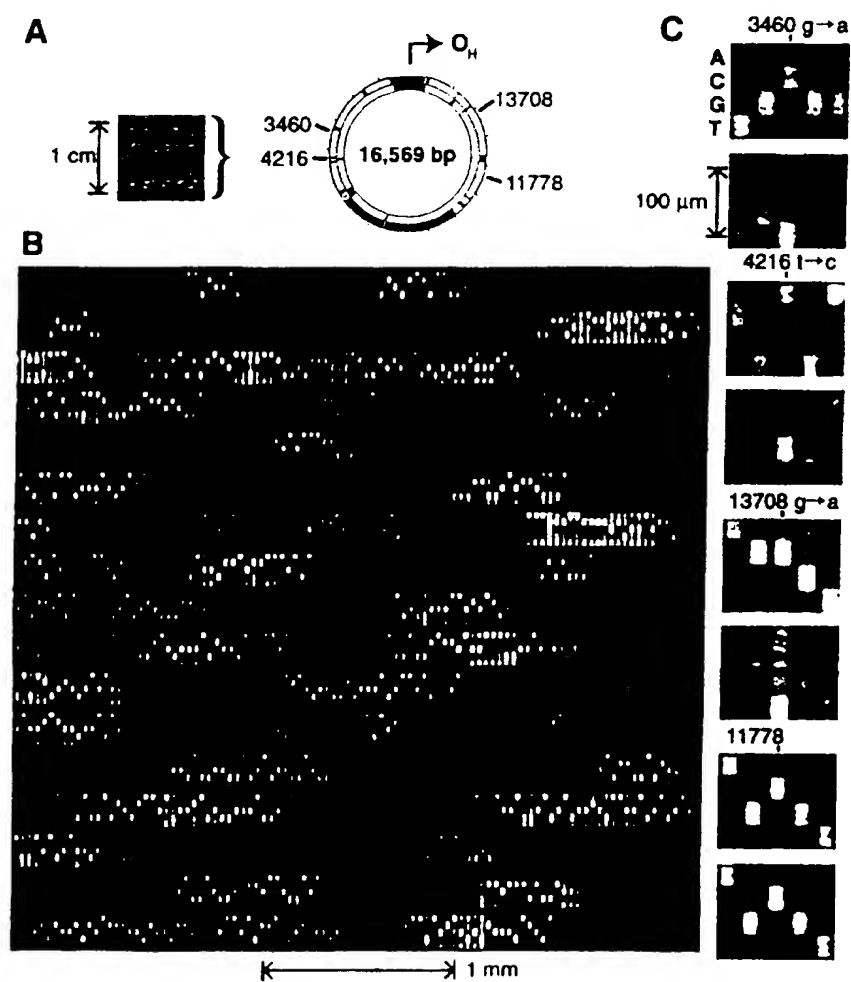 A
O_H
13708
3460
4216
16,569 bp
11778
1 cm
B
1 mm
C
3460 g→a
A
C
G
T
100 µm
4216 t→c
13708 g→a
11778